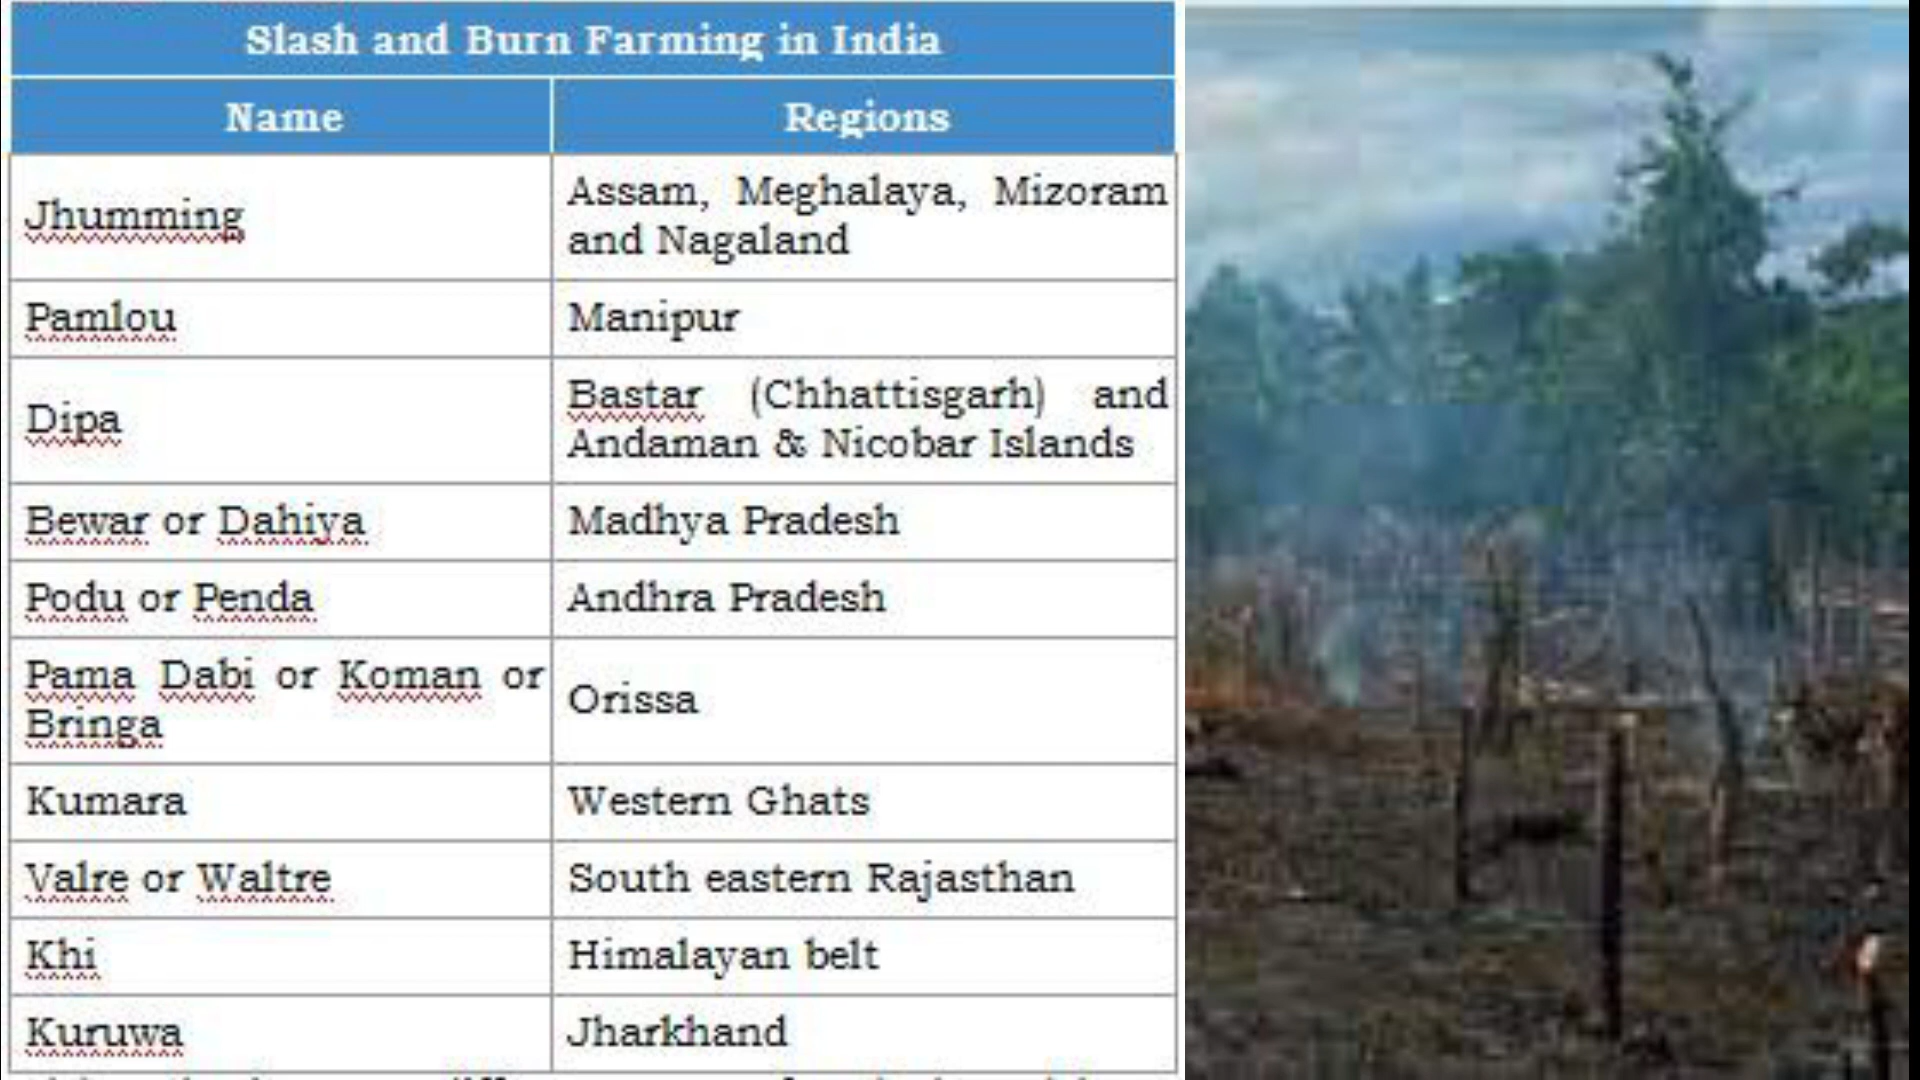 Slash and Burn Farming in India
Name
Regions
Jhumming
Assam, Meghalaya, Mizoram
and Nagaland
Pamlou
Manipur
Dipa
Bastar (Chhattisgarh) and
Andaman & Nicobar Islands
Bewar or Dahiya
Madhya Pradesh
Podu or Penda
Andhra Pradesh
Pama Dabi or Koman or
Bringa
Orissa
Kumara
Western Ghats
Valre or Waltre
South eastern Rajasthan
Khi
Himalayan belt
Kuruwa
Jharkhand